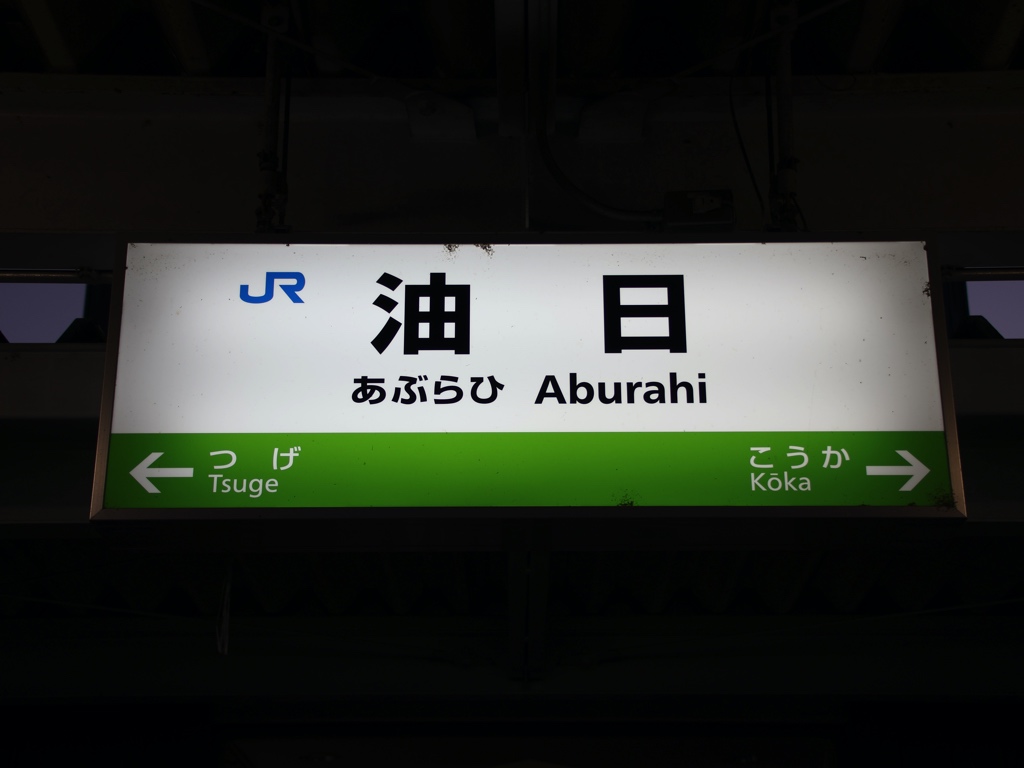 JR
油日
あぶらひ Aburahi
← つげ
Tsuge
こうか →
Kōka